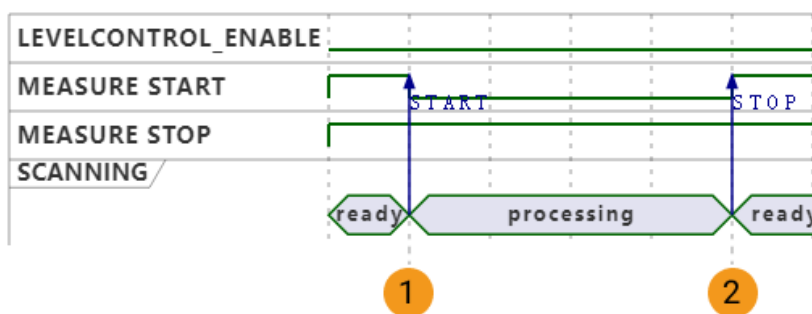 LEVELCONTROL_ENABLE
MEASURE START
START
STOP
MEASURE STOP
SCANNING
ready
processing
ready
1
2